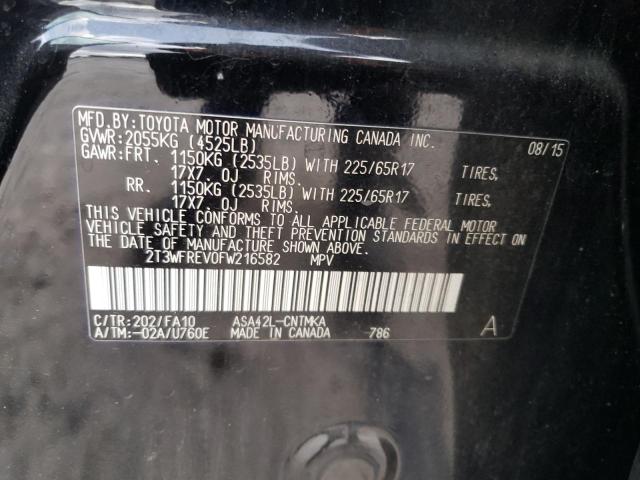 MFD.BY:TOYOTA MOTOR MANUFACTURING CANADA INC. 08/15
GVWR:2055KG (4525LB)
GAWR:FRT. 1150KG (2535LB) WITH 225/65R17 TIRES,
17X7.0J RIMS.
RR. 1150KG (2535LB) WITH 225/65R17 TIRES,
17X7.0J RIMS.
THIS VEHICLE CONFORMS TO ALL APPLICABLE FEDERAL MOTOR
VEHICLE SAFETY AND THEFT PREVENTION STANDARDS IN EFFECT ON
THE DATE OF MANUFACTURE SHOWN ABOVE.
2T3WFREV0FW216582 MPV
C/TR:202/FA10 ASA42L-CNTMKA
A/TM:-02A/U760E MADE IN CANADA 786 A